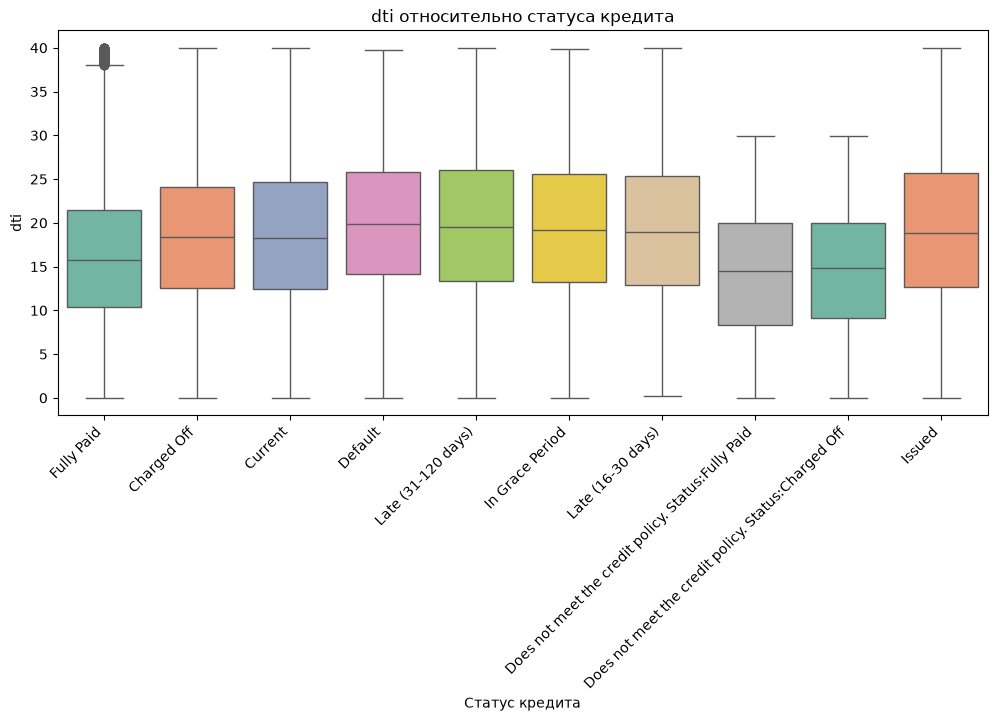 dti относительно статуса кредита
dti
40
35
30
25
20
15
10
5
0
Fully Paid
Charged Off
Current
Default
Late (31-120 days)
In Grace Period
Late (16-30 days)
Does not meet the credit policy. Status:Fully Paid
Does not meet the credit policy. Status:Charged Off
Issued
Статус кредита